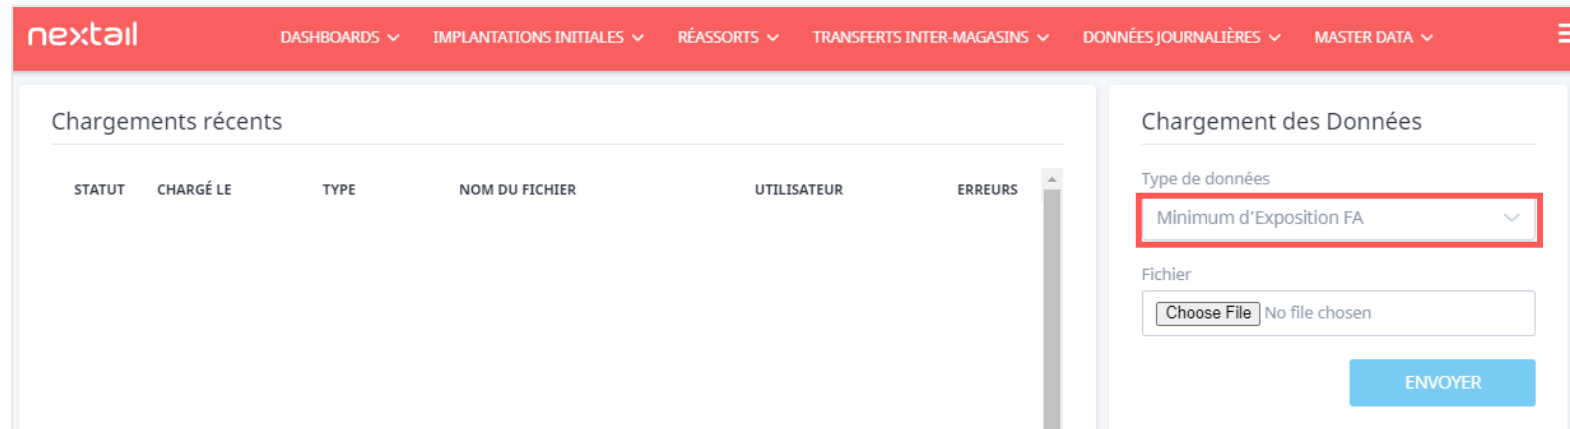 nextail
DASHBOARDS IMPLANTATIONS INITIALES RÉASSORTS TRANSFERTS INTER-MAGASINS DONNÉES JOURNALIÈRES MASTER DATA
Chargements récents
STATUT CHARGÉ LE TYPE NOM DU FICHIER UTILISATEUR ERREURS
Chargement des Données
Type de données
Minimum d’Exposition FA
Fichier
Choose File No file chosen
ENVOYER